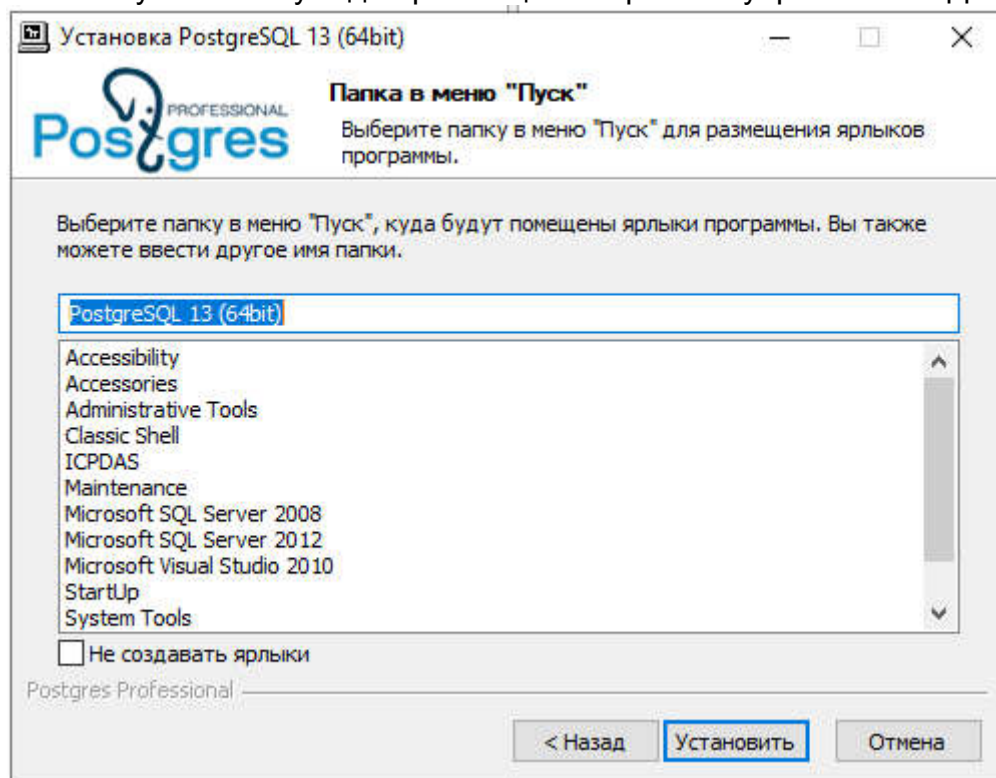 Установка PostgreSQL 13 (64bit)
PROFESSIONAL
Postgres
Папка в меню "Пуск"
Выберите папку в меню "Пуск" для размещения ярлыков
программы.
Выберите папку в меню "Пуск", куда будут помещены ярлыки программы. Вы также
можете ввести другое имя папки.
PostgreSQL 13 (64bit)
Accessibility
Accessories
Administrative Tools
Classic Shell
ICPDAS
Maintenance
Microsoft SQL Server 2008
Microsoft SQL Server 2012
Microsoft Visual Studio 2010
StartUp
System Tools
Не создавать ярлыки
Postgres Professional
< Назад Установить Отмена